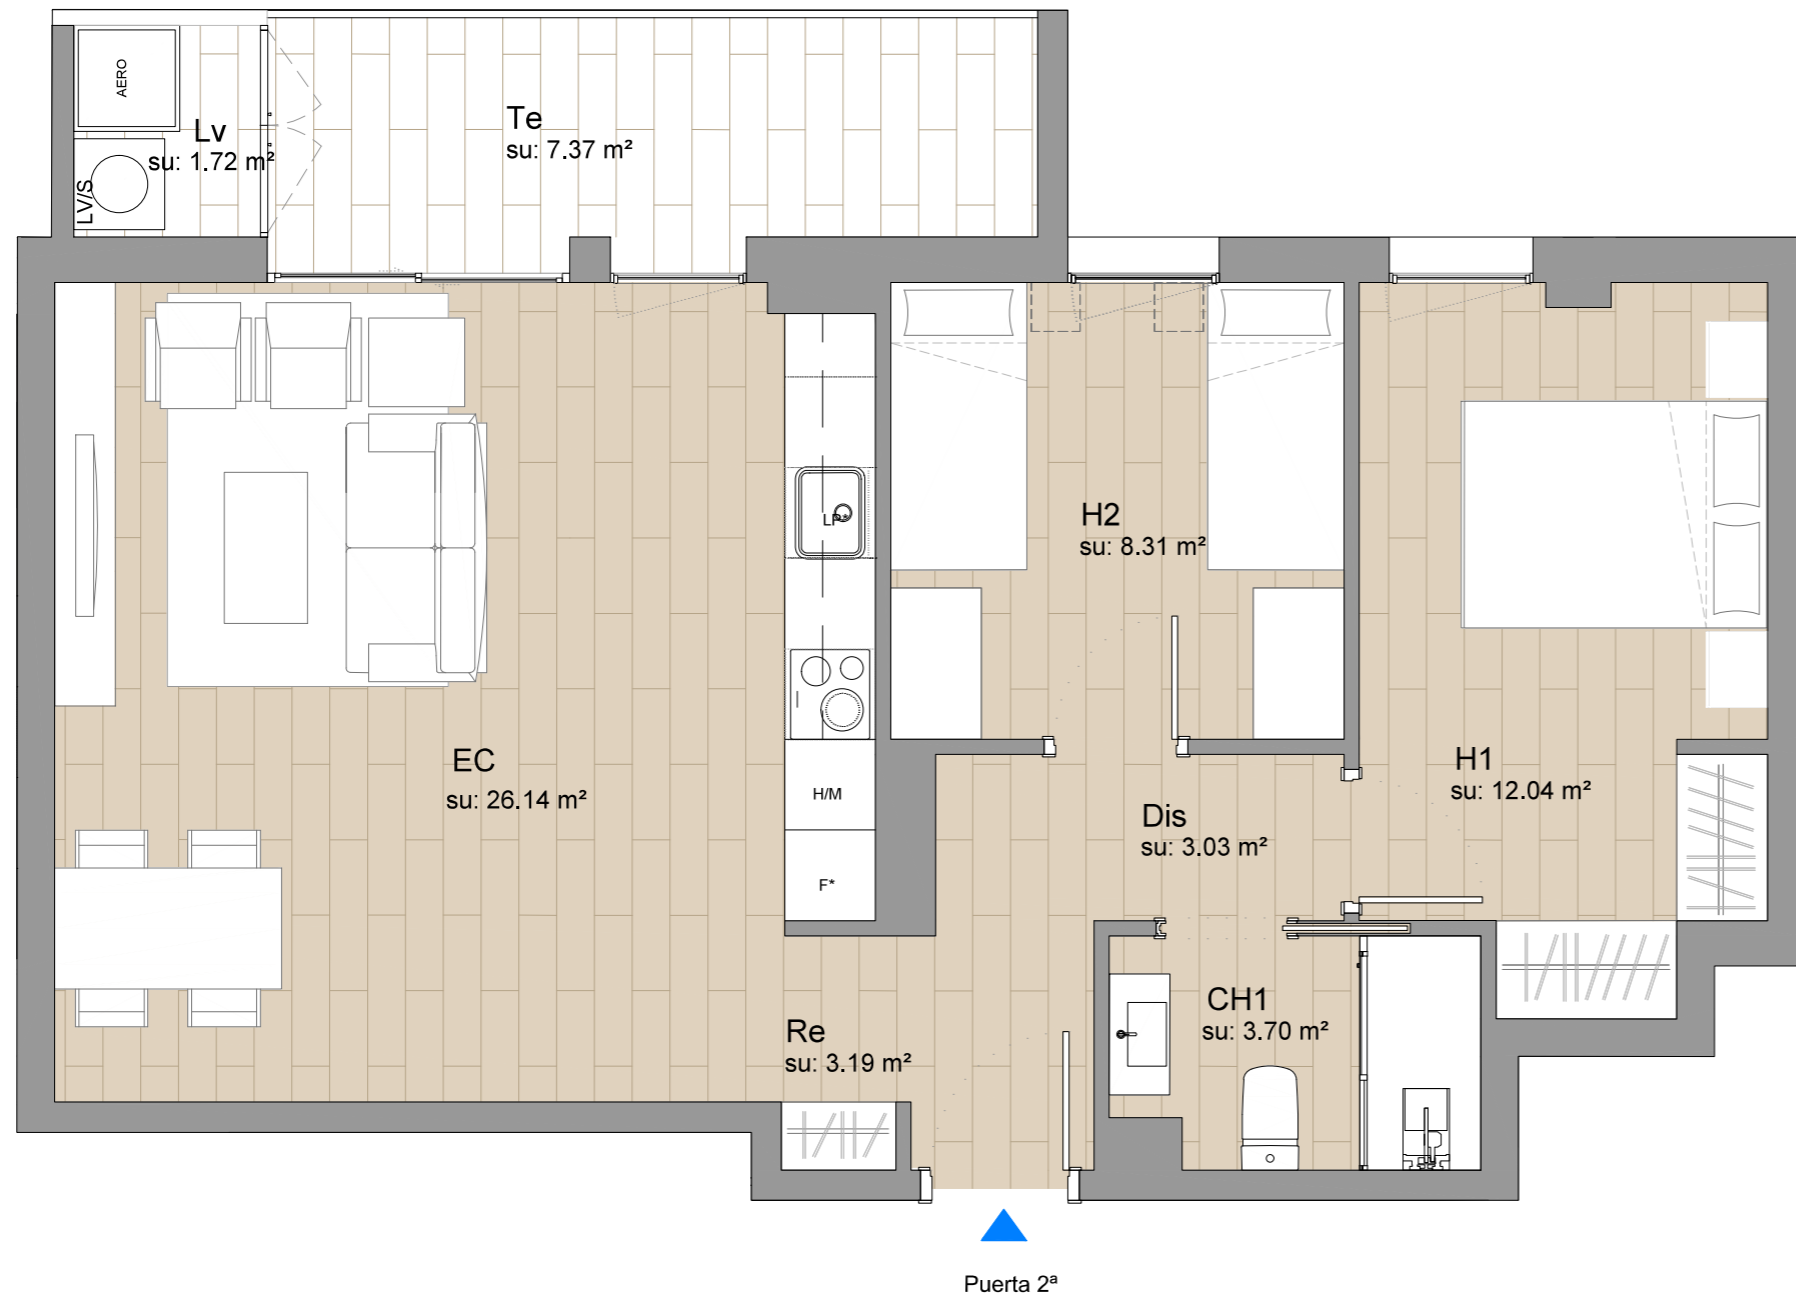 AERO
Lv
su: 1.72 m²
LV/S
Te
su: 7.37 m²
LP*
H2
su: 8.31 m²
EC
su: 26.14 m²
H/M
F*
Dis
su: 3.03 m²
H1
su: 12.04 m²
Re
su: 3.19 m²
CH1
su: 3.70 m²
Puerta 2ª